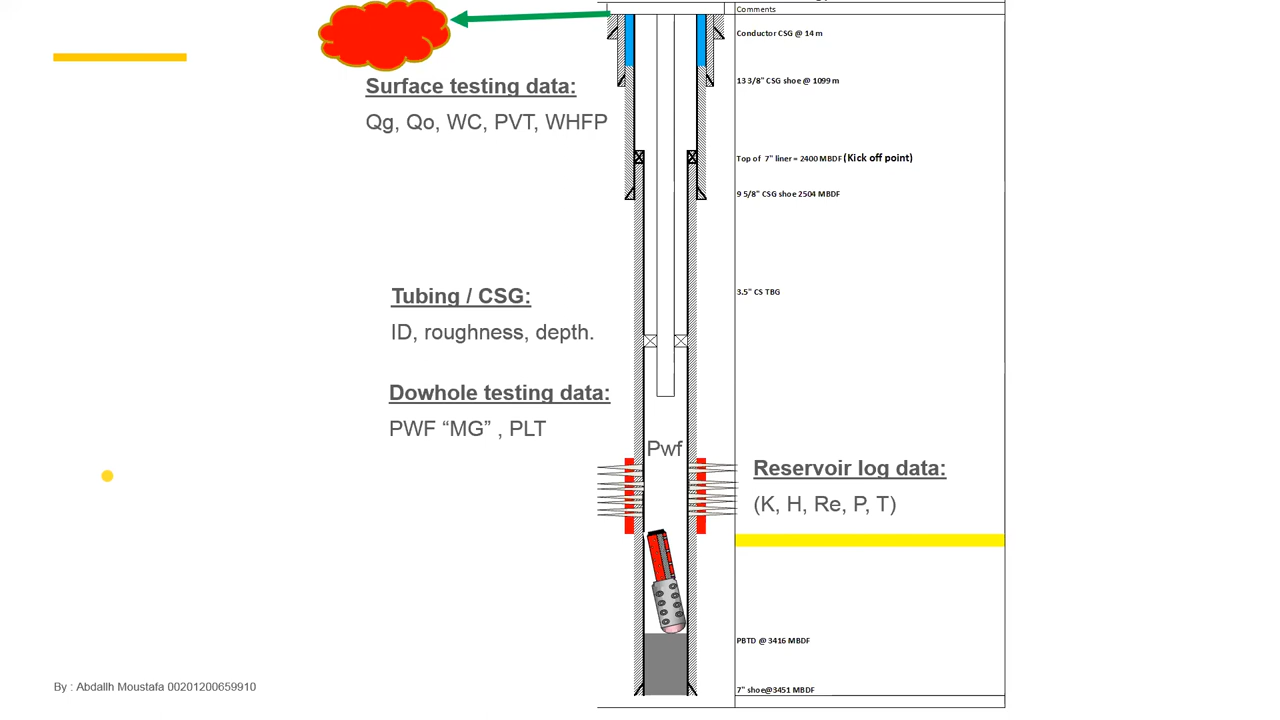 Comments
Conductor CSG @ 14 m
13 3/8" CSG shoe @ 1099 m
Surface testing data:
Qg, Qo, WC, PVT, WHFP
Top of 7" liner = 2400 MBDF (Kick off point)
9 5/8" CSG shoe 2504 MBDF
3.5" CS TBG
Tubing / CSG:
ID, roughness, depth.
Dowhole testing data:
PWF “MG” , PLT
Pwf
Reservoir log data:
(K, H, Re, P, T)
PBTD @ 3416 MBDF
7" shoe@3451 MBDF
By : Abdallh Moustafa 00201200659910